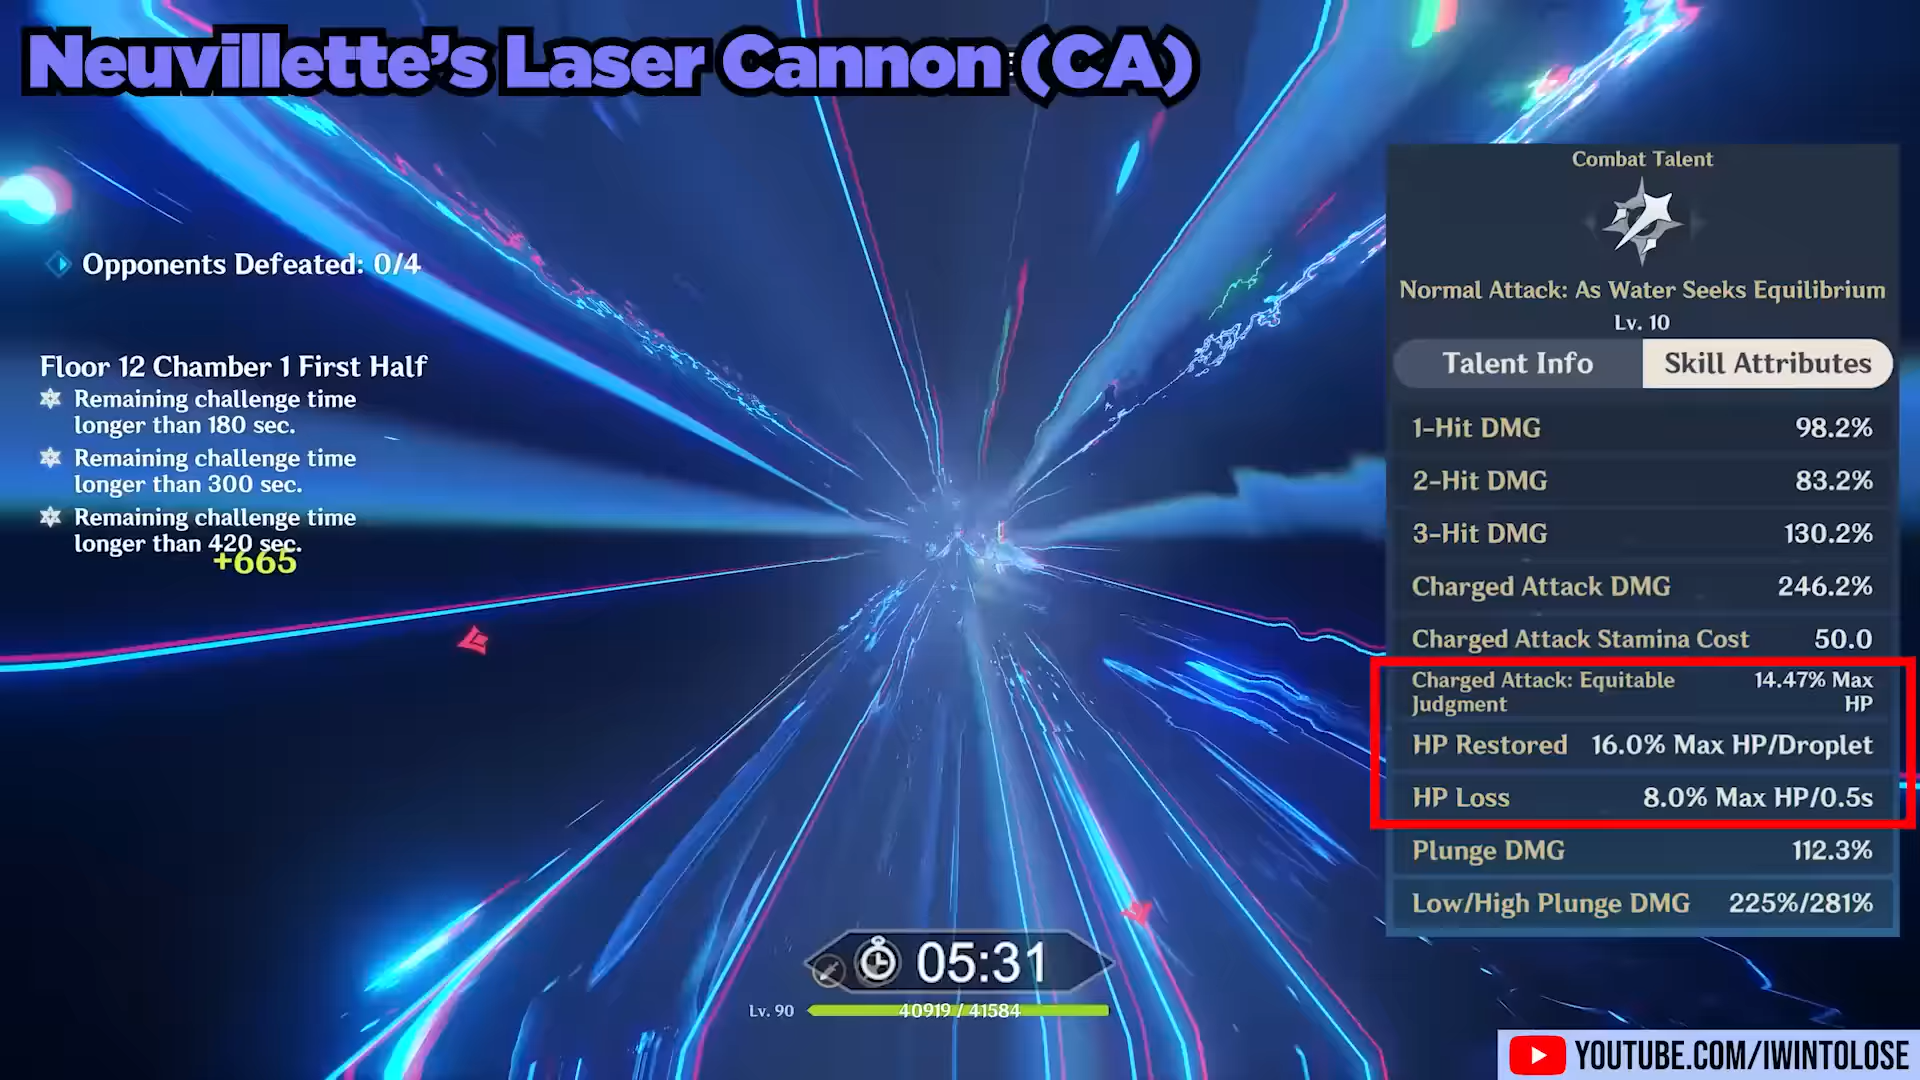 Neuvillette's Laser Cannon (CA)
Opponents Defeated: 0/4
Floor 12 Chamber 1 First Half
Remaining challenge time
longer than 180 sec.
Remaining challenge time
longer than 300 sec.
Remaining challenge time
longer than 420 sec.
+665
Combat Talent
Normal Attack: As Water Seeks Equilibrium
Lv. 10
Talent Info Skill Attributes
1-Hit DMG 98.2%
2-Hit DMG 83.2%
3-Hit DMG 130.2%
Charged Attack DMG 246.2%
Charged Attack Stamina Cost 50.0
Charged Attack: Equitable 14.47% Max
Judgment HP
HP Restored 16.0% Max HP/Droplet
HP Loss 8.0% Max HP/0.5s
Plunge DMG 112.3%
Low/High Plunge DMG 225%/281%
05:31
Lv. 90 40919 / 41584
YOUTUBE.COM/IWINTOLOSE